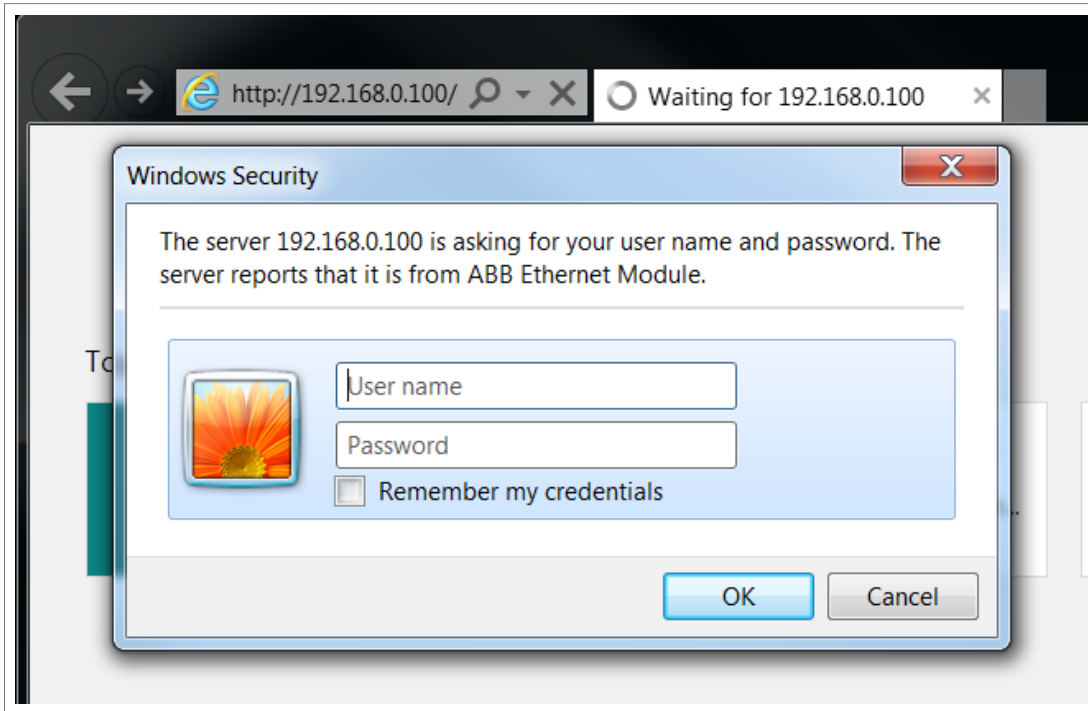 http://192.168.0.100/
Waiting for 192.168.0.100
Windows Security
The server 192.168.0.100 is asking for your user name and password. The
server reports that it is from ABB Ethernet Module.
User name
Password
Remember my credentials
OK
Cancel